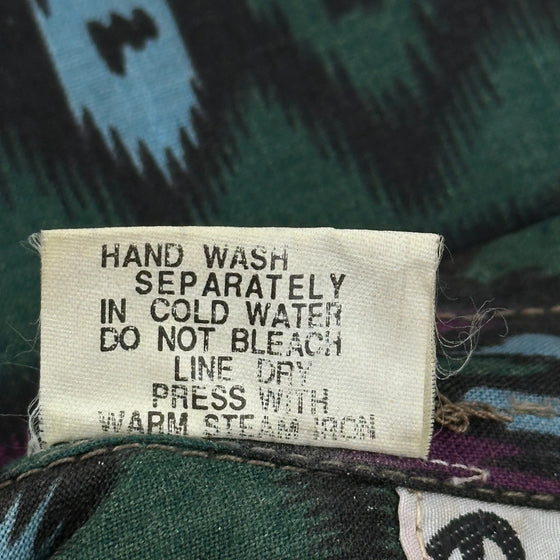 HAND WASH
SEPARATELY
IN COLD WATER
DO NOT BLEACH
LINE DRY
PRESS WITH
WARM STEAM IRON